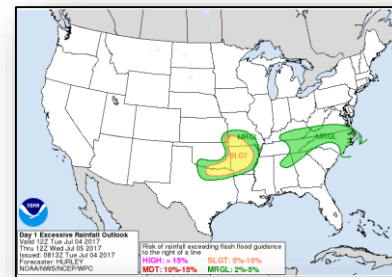 MRGL
MRGL
SLGT
NOAA
Day 1 Excessive Rainfall Outlook
Valid 12Z Tue Jul 04 2017
Thru 12Z Wed Jul 05 2017
Issued: 0813Z Tue Jul 04 2017
Forecaster: HURLEY
NOAA/NWS/NCEP/WPC
Risk of rainfall exceeding flash flood guidance
to the right of a line
HIGH: > 15% SLGT: 5%-10%
MDT: 10%-15% MRGL: 2%-5%